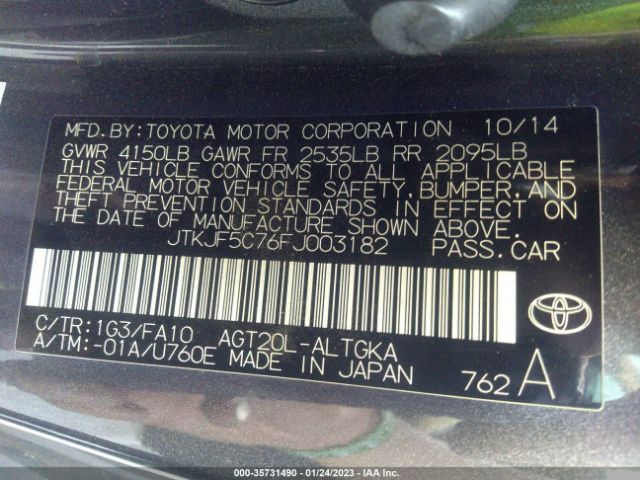 MFD. BY: TOYOTA MOTOR CORPORATION 10/14
GVWR 4150LB GAWR FR 2535LB RR 2095LB
THIS VEHICLE CONFORMS TO ALL APPLICABLE
FEDERAL MOTOR VEHICLE SAFETY, BUMPER, AND
THEFT PREVENTION STANDARDS IN EFFECT ON
THE DATE OF MANUFACTURE SHOWN ABOVE.
JTKJF5C76FJ003182 PASS.CAR
C/TR: 1G3/FA10 AGT20L-ALTGKA
A/TM: -01A/U760E MADE IN JAPAN
762 A
TOYOTA
000-35731490 - 01/24/2023 - IAA Inc.